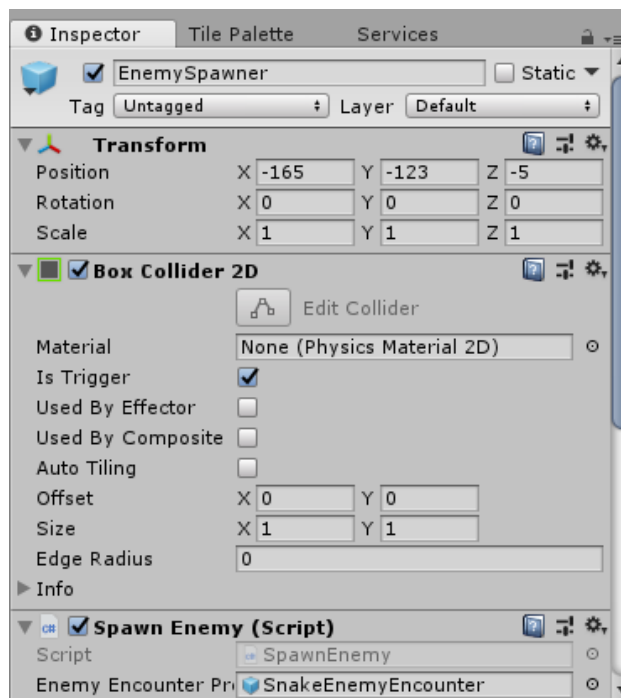 Inspector Tile Palette Services
EnemySpawner Static
Tag Untagged Layer Default
Transform
Position X -165 Y -123 Z -5
Rotation X 0 Y 0 Z 0
Scale X 1 Y 1 Z 1
Box Collider 2D
Edit Collider
Material None (Physics Material 2D)
Is Trigger
Used By Effector
Used By Composite
Auto Tiling
Offset X 0 Y 0
Size X 1 Y 1
Edge Radius 0
Info
c# Spawn Enemy (Script)
Script SpawnEnemy
Enemy Encounter Pr SnakeEnemyEncounter